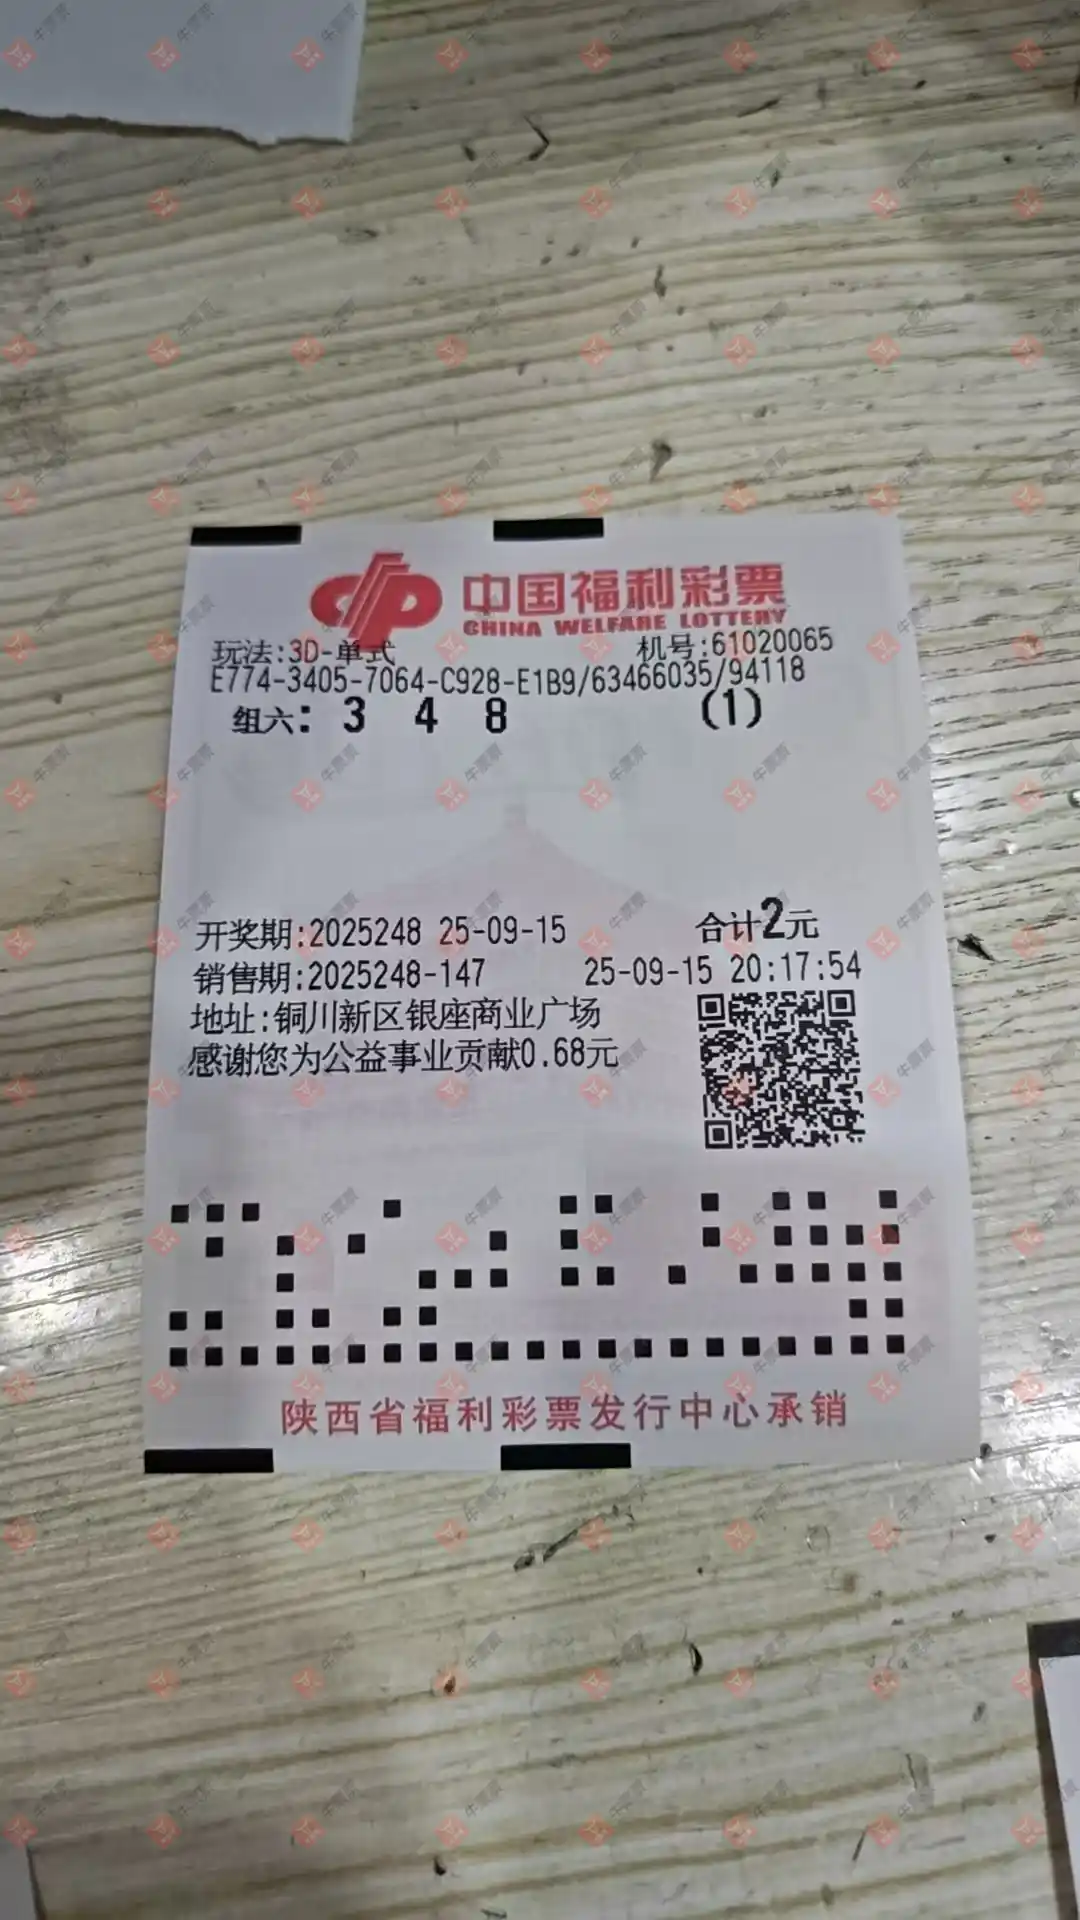 中国福利彩票
CHINA WELFARE LOTTERY
玩法:3D-单式 机号:61020065
E774-3405-7064-C928-E1B9/63466035/94118
组六: 3 4 8 (1)
开奖期:2025248 25-09-15 合计2元
销售期:2025248-147 25-09-15 20:17:54
地址:铜川新区银座商业广场
感谢您为公益事业贡献0.68元
陕西省福利彩票发行中心承销
牛票票